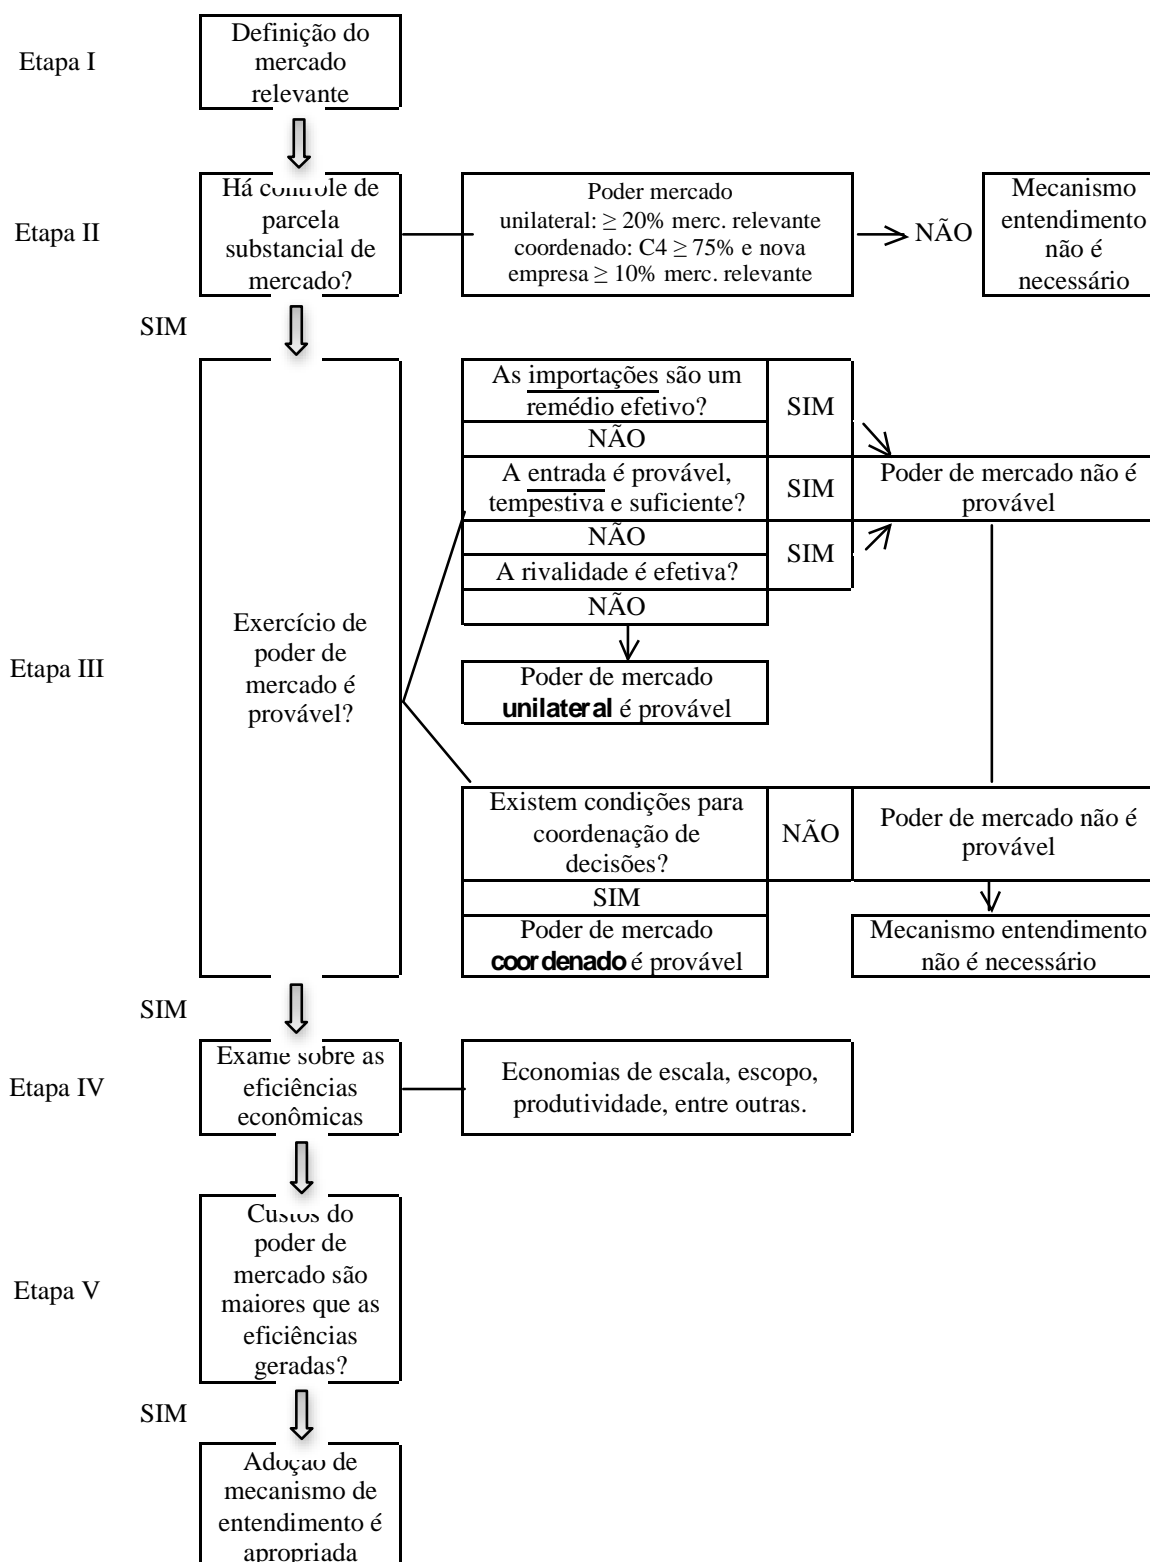 Etapa I
Definição do
mercado
relevante
Etapa II
Há controle de
parcela
substancial de
mercado?
Poder mercado
unilateral: ≥ 20% merc. relevante
coordenado: C4 ≥ 75% e nova
empresa ≥ 10% merc. relevante
NÃO
Mecanismo
entendimento
não é
necessário
SIM
Etapa III
Exercício de
poder de
mercado é
provável?
As importações são um
remédio efetivo?
SIM
NÃO
A entrada é provável,
tempestiva e suficiente?
SIM
Poder de mercado não é
provável
NÃO
SIM
A rivalidade é efetiva?
NÃO
Poder de mercado
unilateral é provável
Existem condições para
coordenação de
decisões?
NÃO
Poder de mercado não é
provável
SIM
Poder de mercado
coordenado é provável
Mecanismo entendimento
não é necessário
SIM
Etapa IV
Exame sobre as
eficiências
econômicas
Economias de escala, escopo,
produtividade, entre outras.
Etapa V
Custos do
poder de
mercado são
maiores que as
eficiências
geradas?
SIM
Adoção de
mecanismo de
entendimento é
apropriada